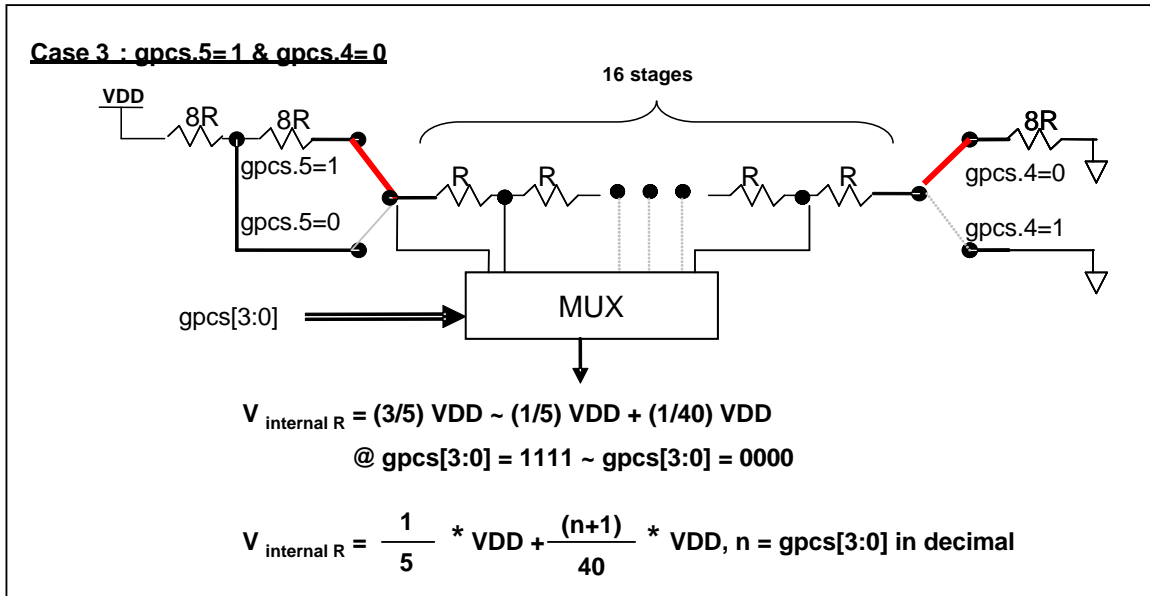 Case 3 : gpcs.5= 1 & gpcs.4= 0
16 stages
VDD
8R 8R 8R
gpcs.5=1 R R R R gpcs.4=0
gpcs.5=0 gpcs.4=1
MUX
gpcs[3:0]
V internal R = (3/5) VDD ~ (1/5) VDD + (1/40) VDD
@ gpcs[3:0] = 1111 ~ gpcs[3:0] = 0000
V internal R = 1/5 * VDD + (n+1)/40 * VDD, n = gpcs[3:0] in decimal